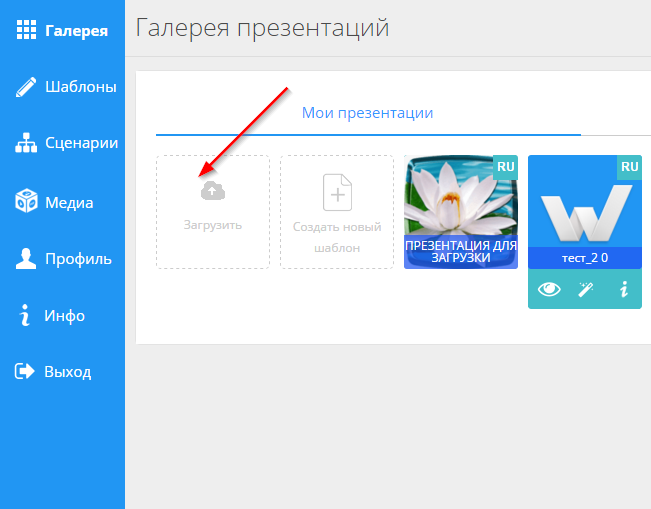 Галерея
Шаблоны
Сценарии
Медиа
Профиль
Инфо
Выход
Галерея презентаций
Мои презентации
Загрузить
Создать новый
шаблон
RU
ПРЕЗЕНТАЦИЯ ДЛЯ
ЗАГРУЗКИ
RU
тест_2 0